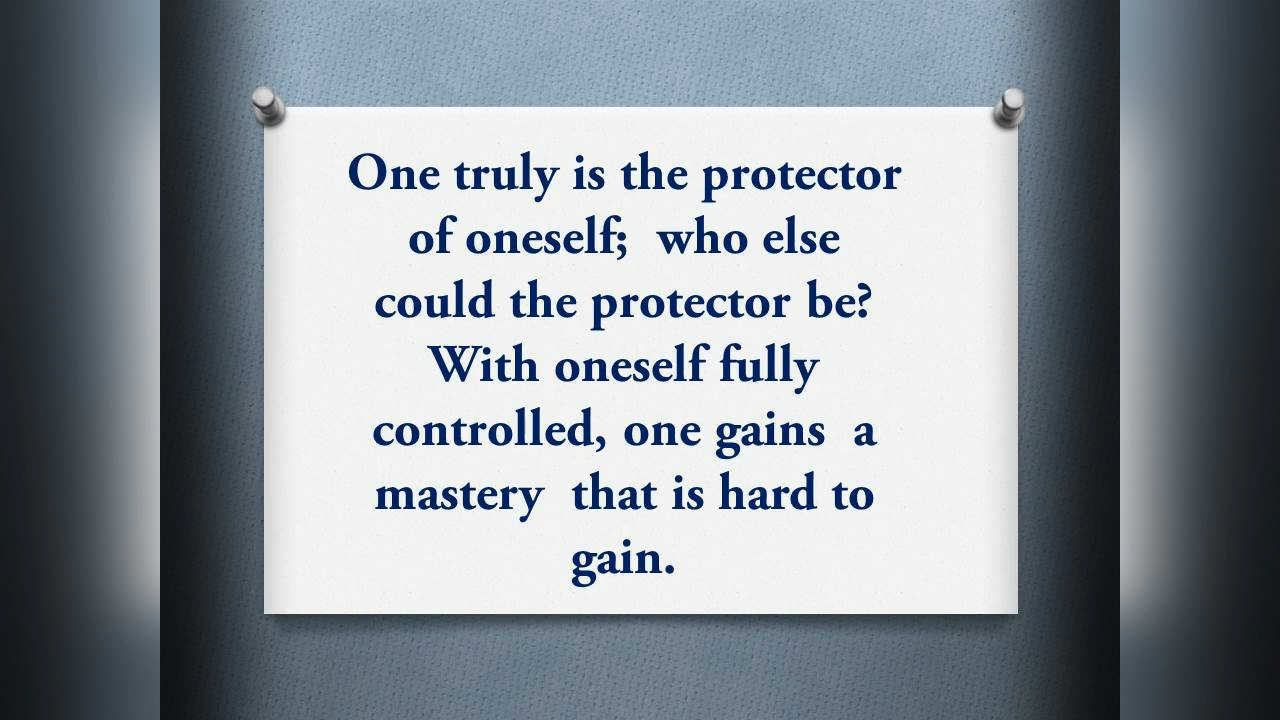 One truly is the protector
of oneself;  who else
could the protector be?
With oneself fully
controlled, one gains  a
mastery  that is hard to
gain.